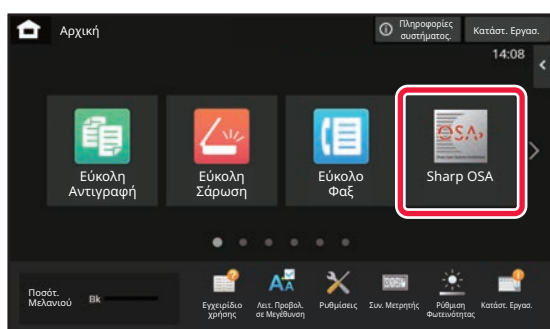 Αρχική
Πληροφορίες
συστήματος.
Κατάστ. Εργασ.
14:08
OSA
Εύκολη
Αντιγραφή
Εύκολη
Σάρωση
Εύκολο
Φαξ
Sharp OSA
Ποσότ.
Μελανιού
Bk
Εγχειρίδιο
χρήσης
Λειτ. Προβολ.
σε Μεγέθυνση
Ρυθμίσεις
Συν. Μετρητής
Ρύθμιση
Φωτεινότητας
Κατάστ. Εργασ.